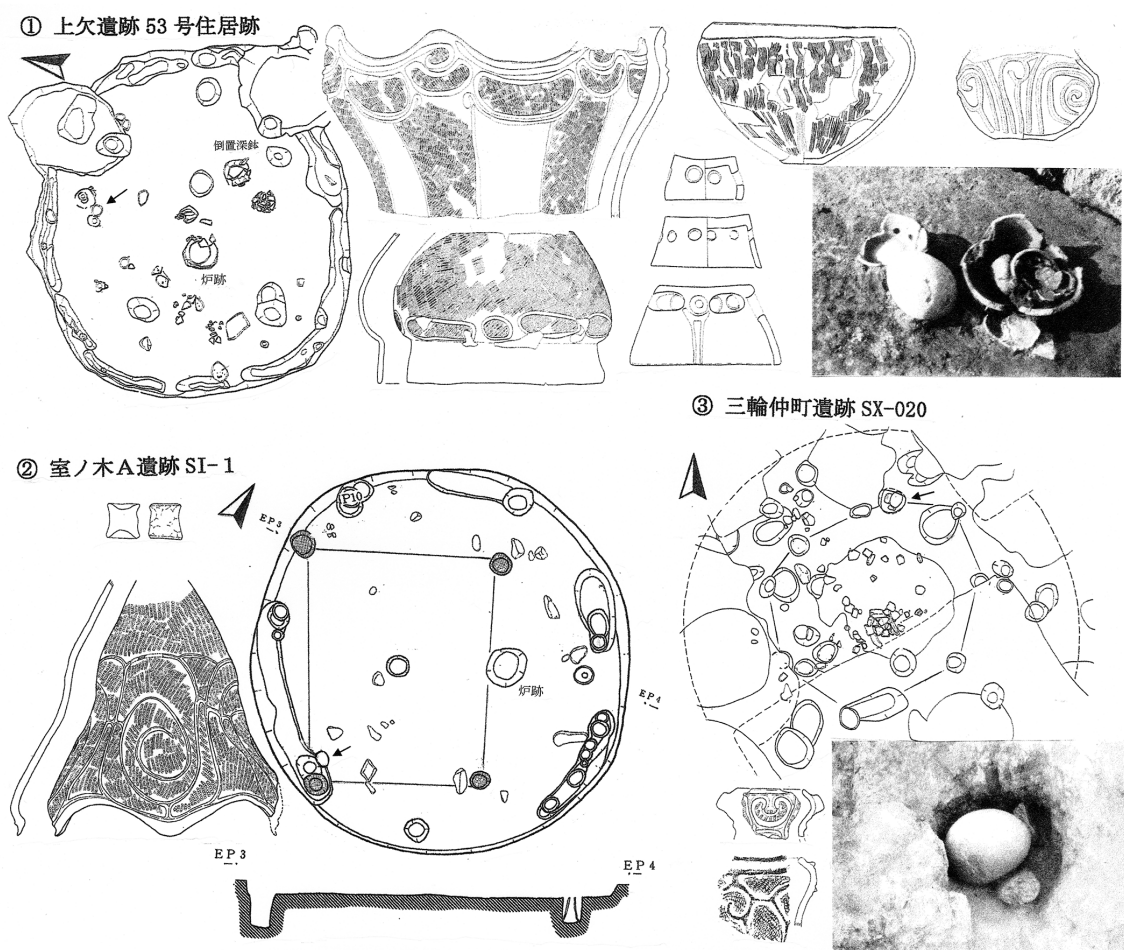 ① 上欠遺跡 53 号住居跡
倒置深鉢
炉跡
② 室ノ木A遺跡 SI-1
P10
EP3
炉跡
EP4
EP3
EP4
③ 三輪仲町遺跡 SX-020